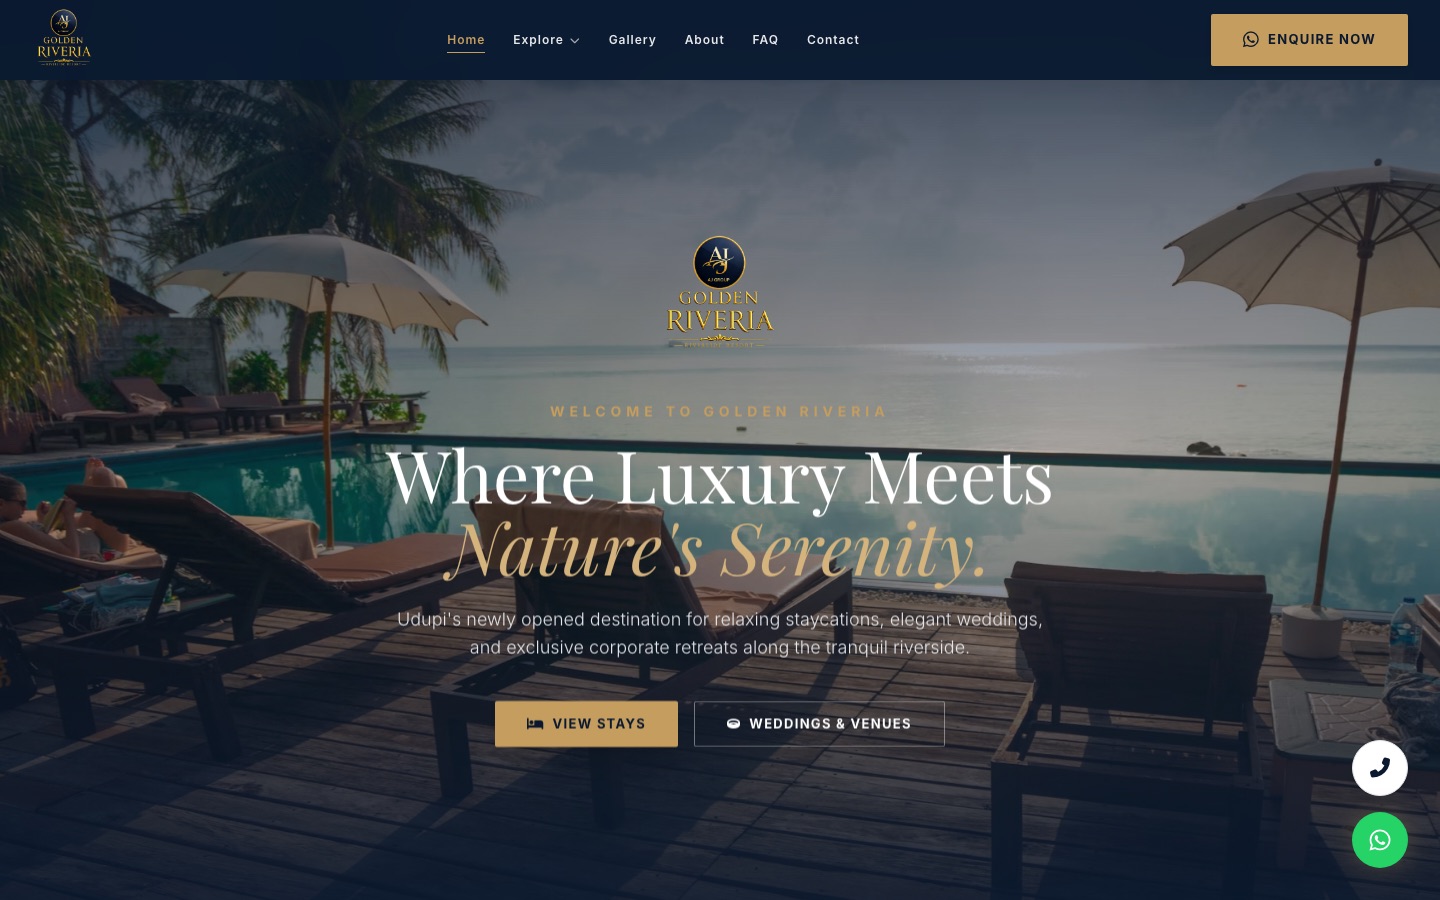 AJ
GOLDEN
RIVERIA
Home
Explore
Gallery
About
FAQ
Contact
ENQUIRE NOW
AJ
AJ GROUP
GOLDEN
RIVERIA
WELCOME TO GOLDEN RIVERIA
Where Luxury Meets
Nature's Serenity.
Udupi's newly opened destination for relaxing staycations, elegant weddings,
and exclusive corporate retreats along the tranquil riverside.
VIEW STAYS
WEDDINGS & VENUES